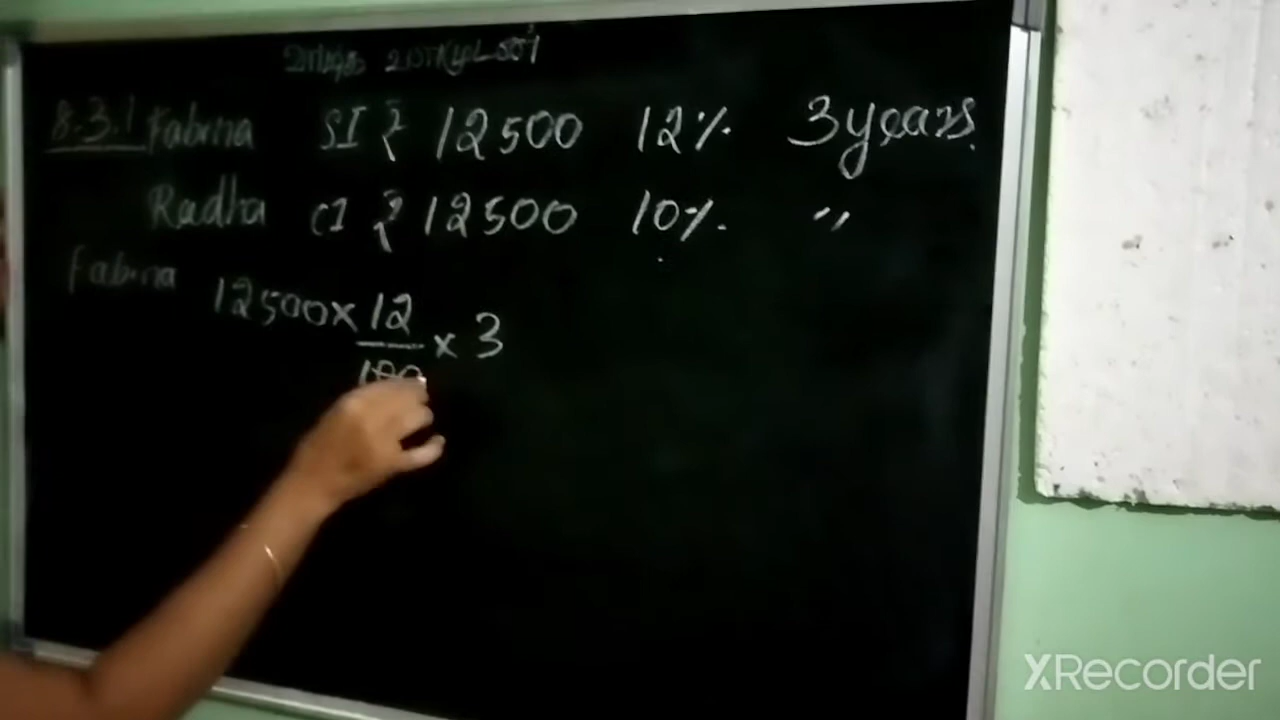 8.3.1 Fabina SI ₹ 12500 12% 3 years.
Radha CI ₹ 12500 10% 〃
Fabina 12500 × 12/100 × 3
XRecorder